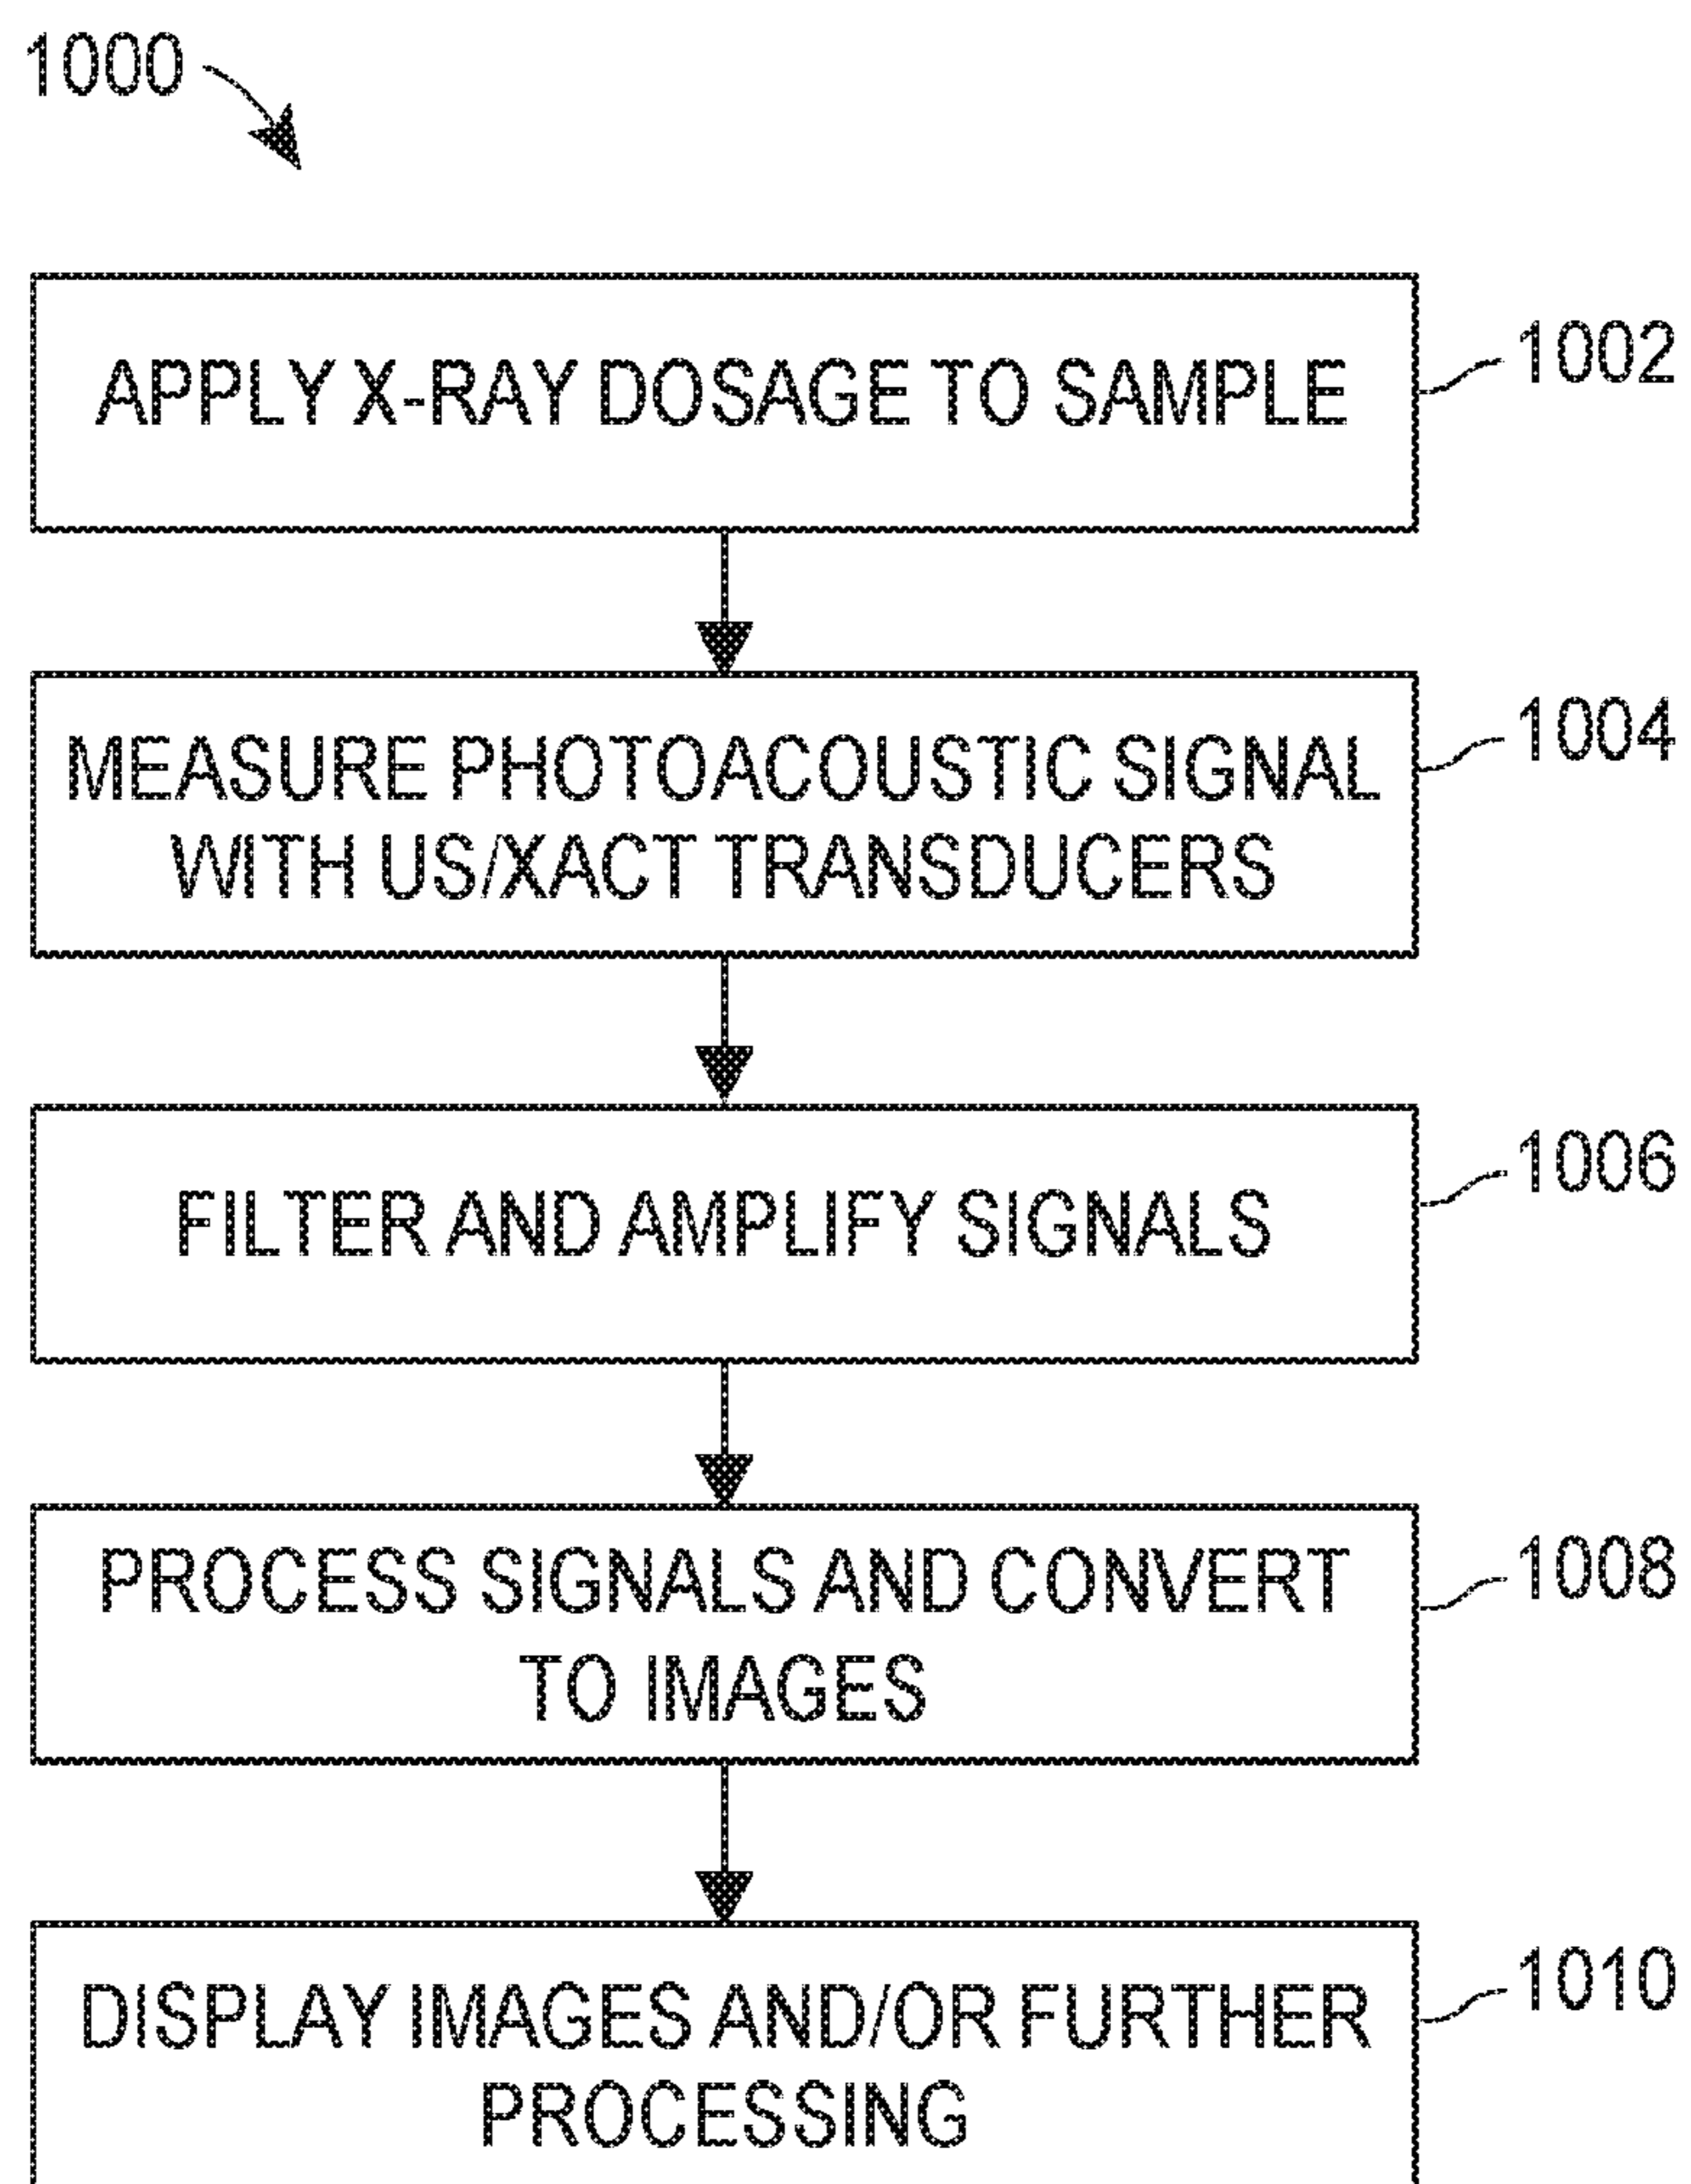 1000
APPLY X-RAY DOSAGE TO SAMPLE
1002
MEASURE PHOTOACOUSTIC SIGNAL
WITH US/XACT TRANSDUCERS
1004
FILTER AND AMPLIFY SIGNALS
1006
PROCESS SIGNALS AND CONVERT
TO IMAGES
1008
DISPLAY IMAGES AND/OR FURTHER
PROCESSING
1010